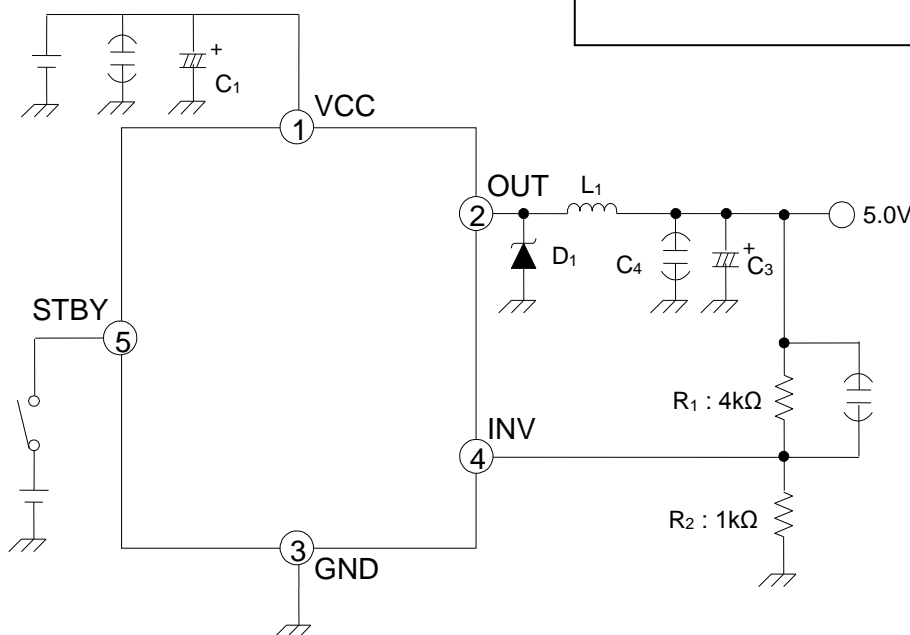 C1
+
VCC
1
OUT
2
L1
5.0V
D1
C4
+
C3
STBY
5
R1 : 4kΩ
INV
4
R2 : 1kΩ
3
GND